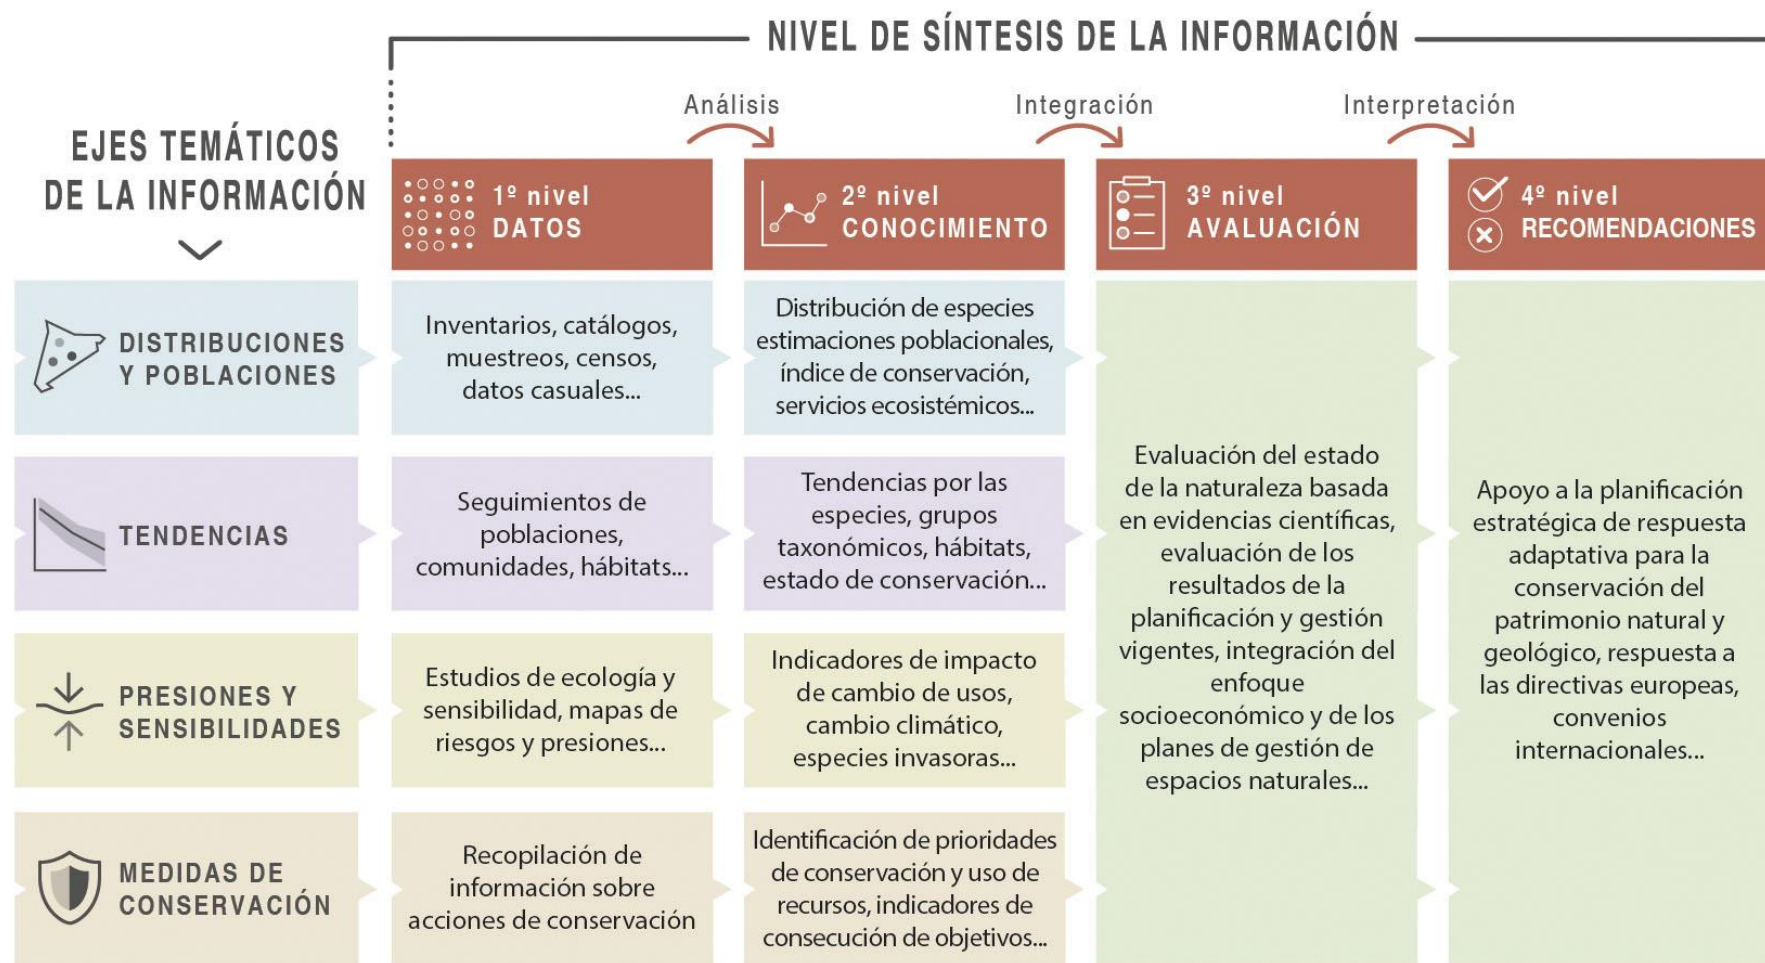 NIVEL DE SÍNTESIS DE LA INFORMACIÓN
Análisis
Integración
Interpretación
EJES TEMÁTICOS
DE LA INFORMACIÓN
1º nivel
DATOS
2º nivel
CONOCIMIENTO
3º nivel
AVALUACIÓN
4º nivel
RECOMENDACIONES
DISTRIBUCIONES
Y POBLACIONES
Inventarios, catálogos,
muestreos, censos,
datos casuales...
Distribución de especies
estimaciones poblacionales,
índice de conservación,
servicios ecosistémicos...
TENDENCIAS
Seguimientos de
poblaciones,
comunidades, hábitats...
Tendencias por las
especies, grupos
taxonómicos, hábitats,
estado de conservación...
PRESIONES Y
SENSIBILIDADES
Estudios de ecología y
sensibilidad, mapas de
riesgos y presiones...
Indicadores de impacto
de cambio de usos,
cambio climático,
especies invasoras...
MEDIDAS DE
CONSERVACIÓN
Recopilación de
información sobre
acciones de conservación
Identificación de prioridades
de conservación y uso de
recursos, indicadores de
consecución de objetivos...
Evaluación del estado
de la naturaleza basada
en evidencias científicas,
evaluación de los
resultados de la
planificación y gestión
vigentes, integración del
enfoque
socioeconómico y de los
planes de gestión de
espacios naturales...
Apoyo a la planificación
estratégica de respuesta
adaptativa para la
conservación del
patrimonio natural y
geológico, respuesta a
las directivas europeas,
convenios
internacionales...